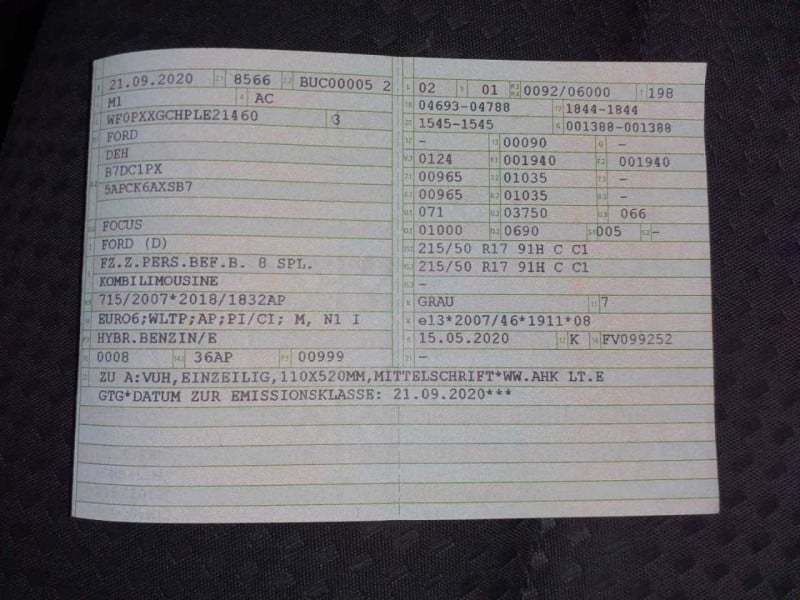 21.09.2020 8566 BUC00005 2
M1 AC
WF0PXXGCHPLE21460 3
FORD
DEH
B7DC1PX
5APCK6AXSB7
FOCUS
FORD (D)
FZ.Z.PERS.BEF.B. 8 SPL.
KOMBILIMOUSINE
715/2007*2018/1832AP
EURO6;WLTP;AP;PI/CI; M, N1 I
HYBR.BENZIN/E
0008 36AP 00999
02 01 0092/06000 198
04693-04788 1844-1844
1545-1545 001388-001388
- 00090 -
0124 001940 001940
00965 01035 -
00965 01035 -
071 03750 066
01000 0690 005 -
215/50 R17 91H C C1
215/50 R17 91H C C1
-
GRAU 7
e13*2007/46*1911*08
15.05.2020 K FV099252
-
ZU A:VUH,EINZEILIG,110X520MM,MITTELSCHRIFT*WW.AHK LT.E
GTG*DATUM ZUR EMISSIONSKLASSE: 21.09.2020***